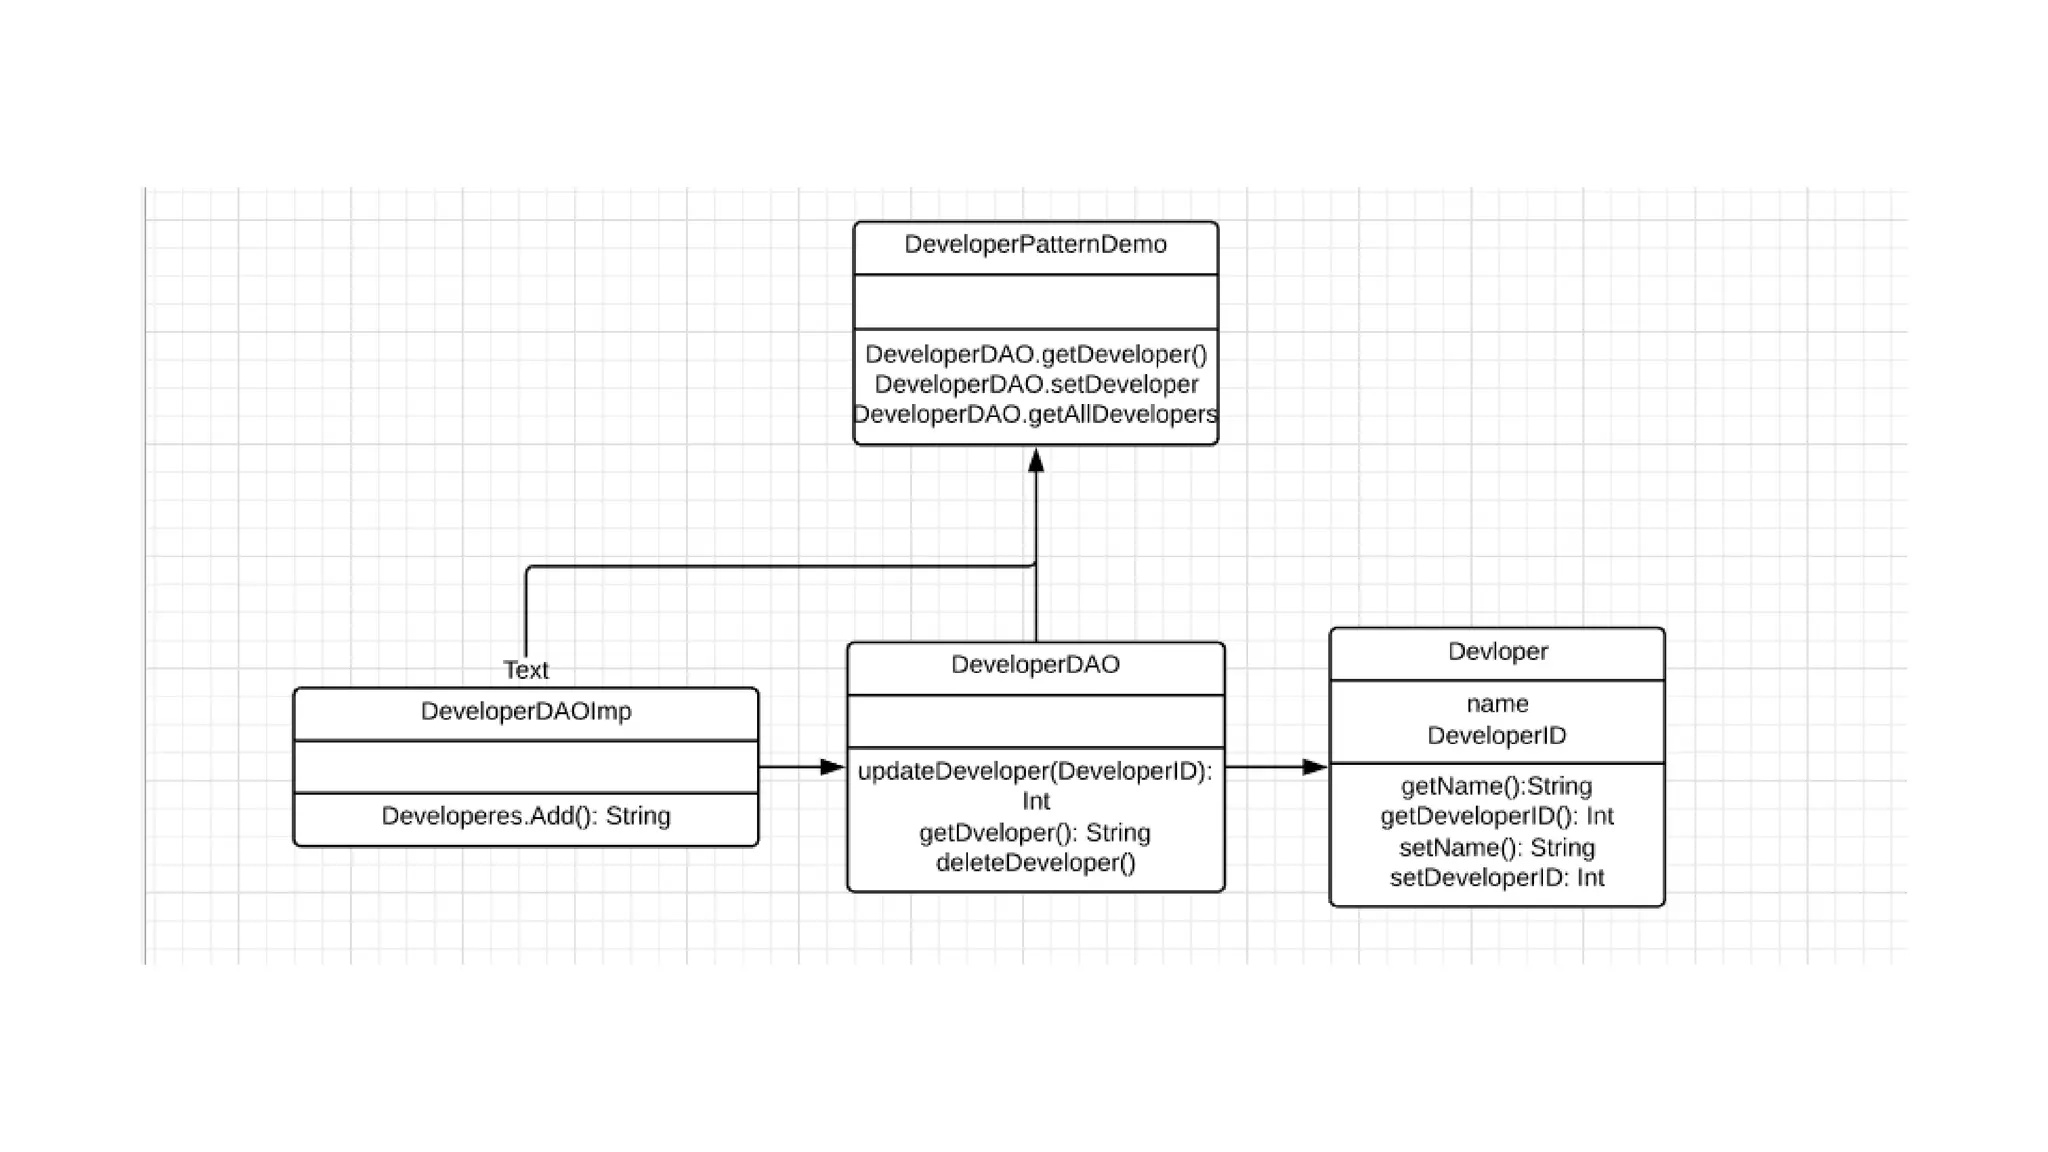 DeveloperPatternDemo
DeveloperDAO.getDeveloper()
DeveloperDAO.setDeveloper
DeveloperDAO.getAllDevelopers
Text
DeveloperDAOImp
Developeres.Add(): String
DeveloperDAO
updateDeveloper(DeveloperID):
Int
getDveloper(): String
deleteDeveloper()
Devloper
name
DeveloperID
getName():String
getDeveloperID(): Int
setName(): String
setDeveloperID: Int